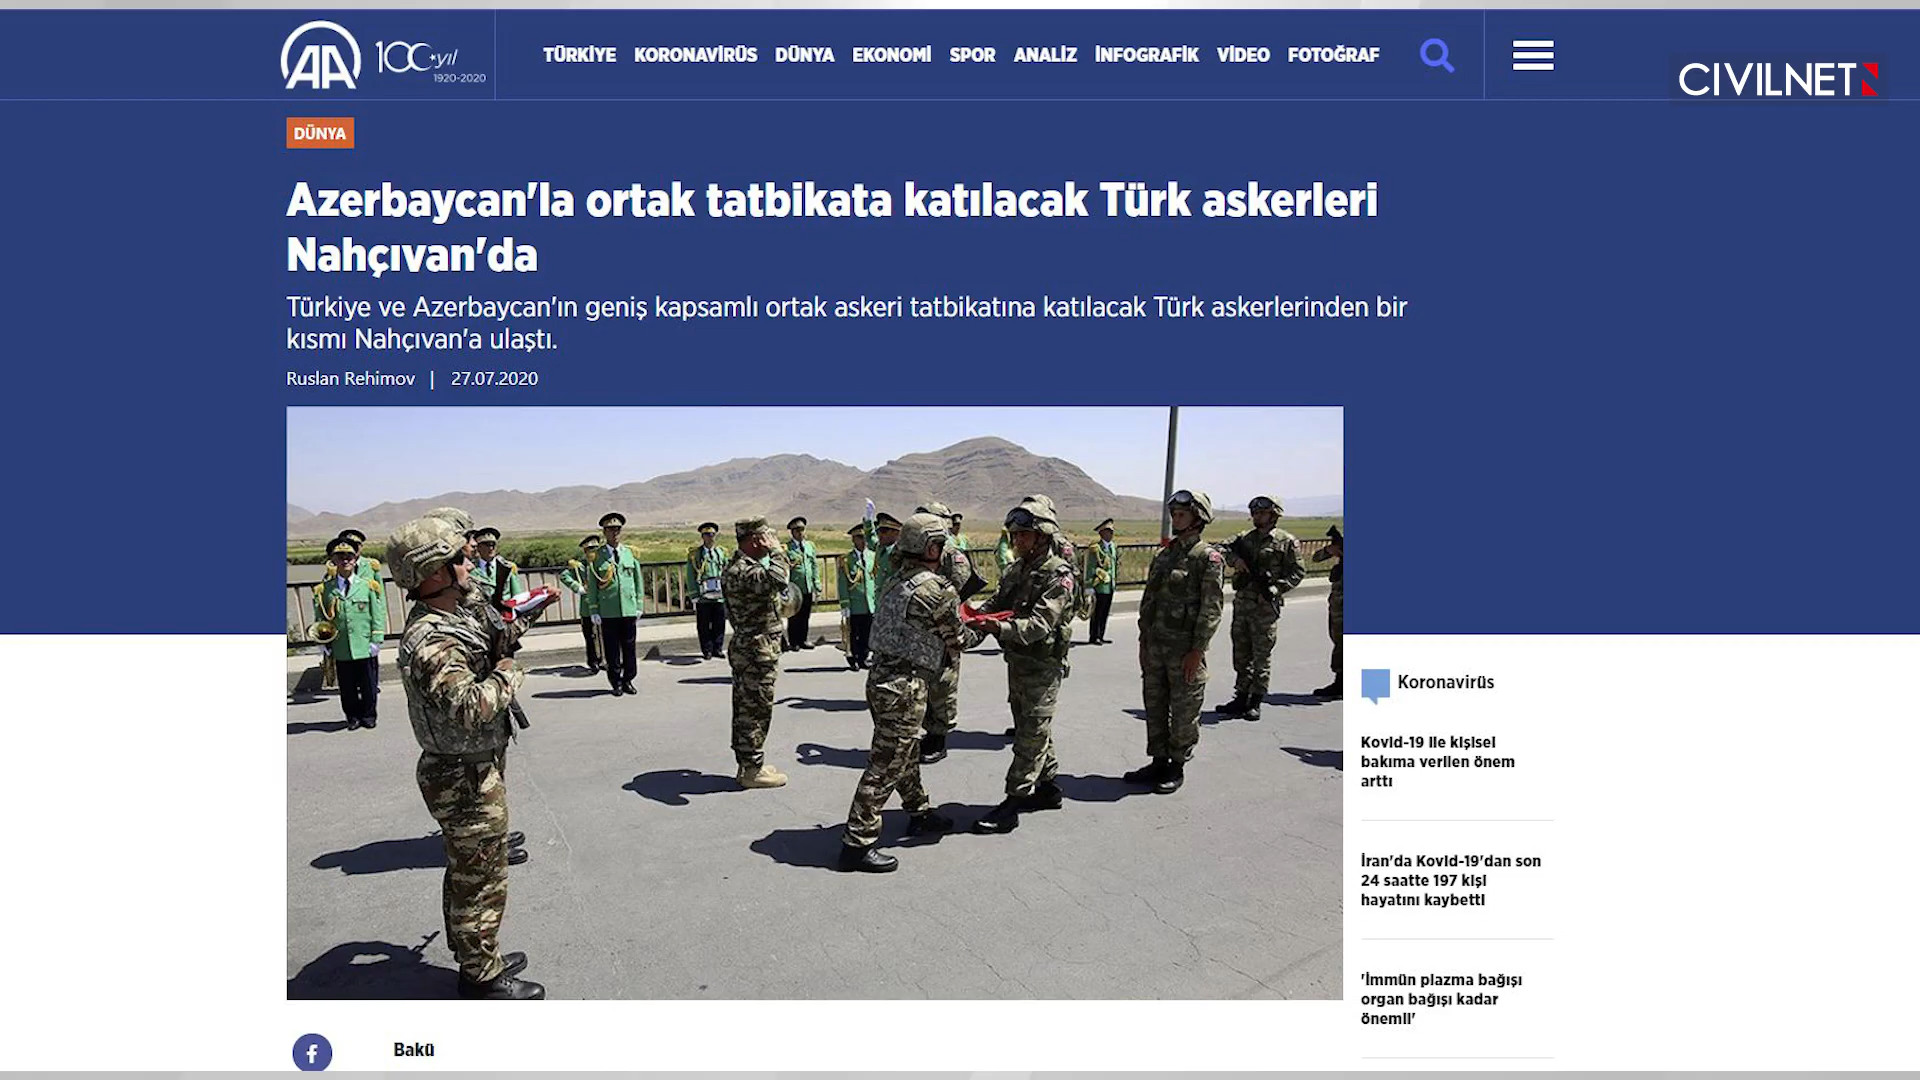 AA
100.yıl
1920-2020
TÜRKİYE KORONAVİRÜS DÜNYA EKONOMİ SPOR ANALİZ İNFOGRAFİK VİDEO FOTOĞRAF
CIVILNET
DÜNYA
Azerbaycan'la ortak tatbikata katılacak Türk askerleri
Nahçıvan'da
Türkiye ve Azerbaycan'ın geniş kapsamlı ortak askeri tatbikatına katılacak Türk askerlerinden bir
kısmı Nahçıvan'a ulaştı.
Ruslan Rehimov | 27.07.2020
Koronavirüs
Kovid-19 ile kişisel
bakıma verilen önem
arttı
İran'da Kovid-19'dan son
24 saatte 197 kişi
hayatını kaybetti
'İmmün plazma bağışı
organ bağışı kadar
önemli'
f
Bakü